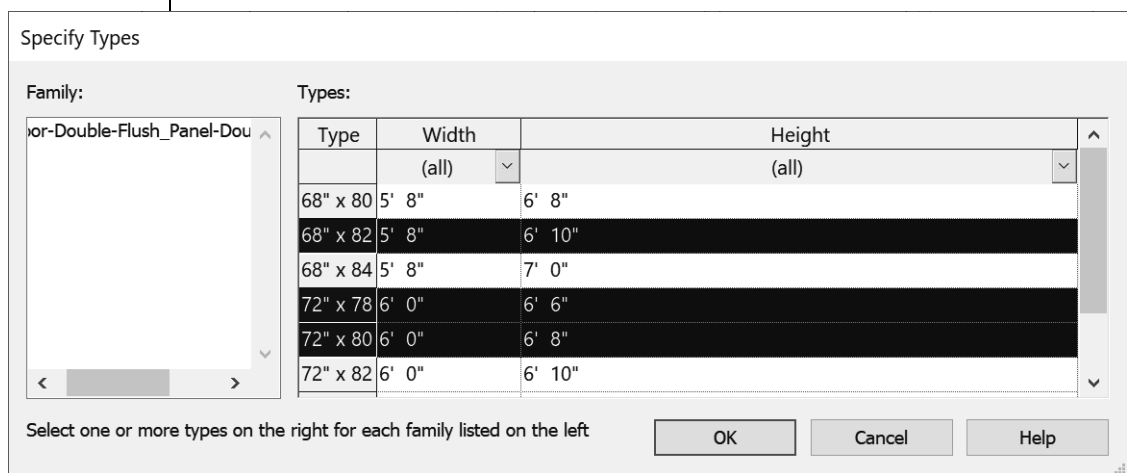 Specify Types
Family:
Types:
or-Double-Flush_Panel-Dou
Type Width Height
(all) (all)
68" x 80 5' 8" 6' 8"
68" x 82 5' 8" 6' 10"
68" x 84 5' 8" 7' 0"
72" x 78 6' 0" 6' 6"
72" x 80 6' 0" 6' 8"
72" x 82 6' 0" 6' 10"
Select one or more types on the right for each family listed on the left
OK Cancel Help